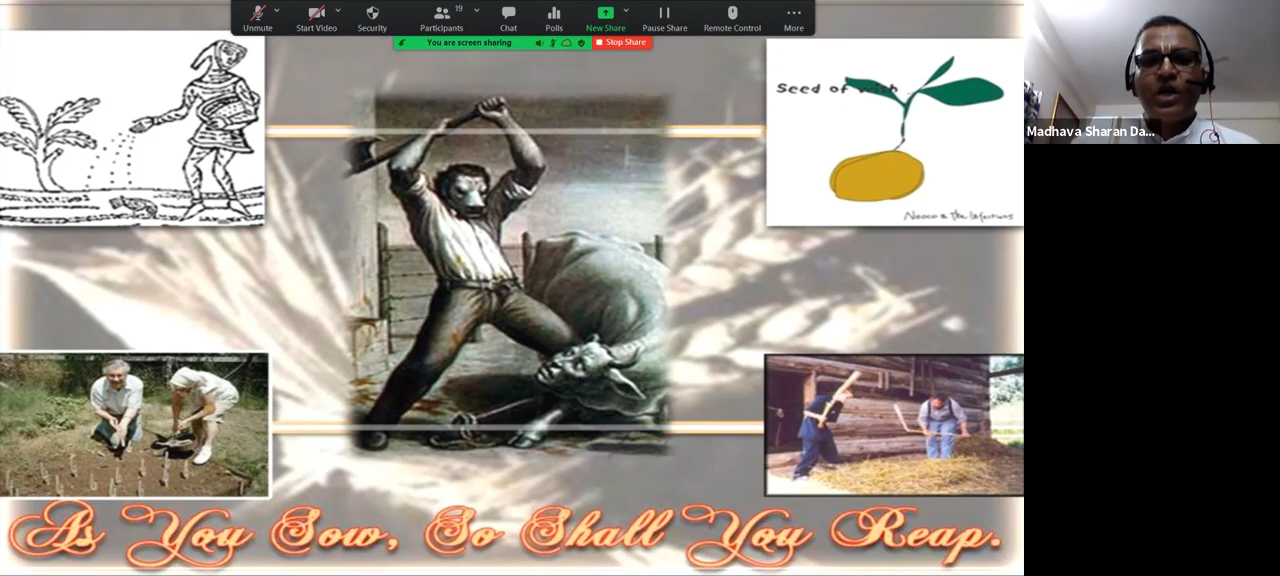 19
Unmute Start Video Security Participants Chat Polls New Share Pause Share Remote Control More
You are screen sharing Stop Share
Seed of wish
Madhava Sharan Da...
As You Sow, So Shall You Reap.